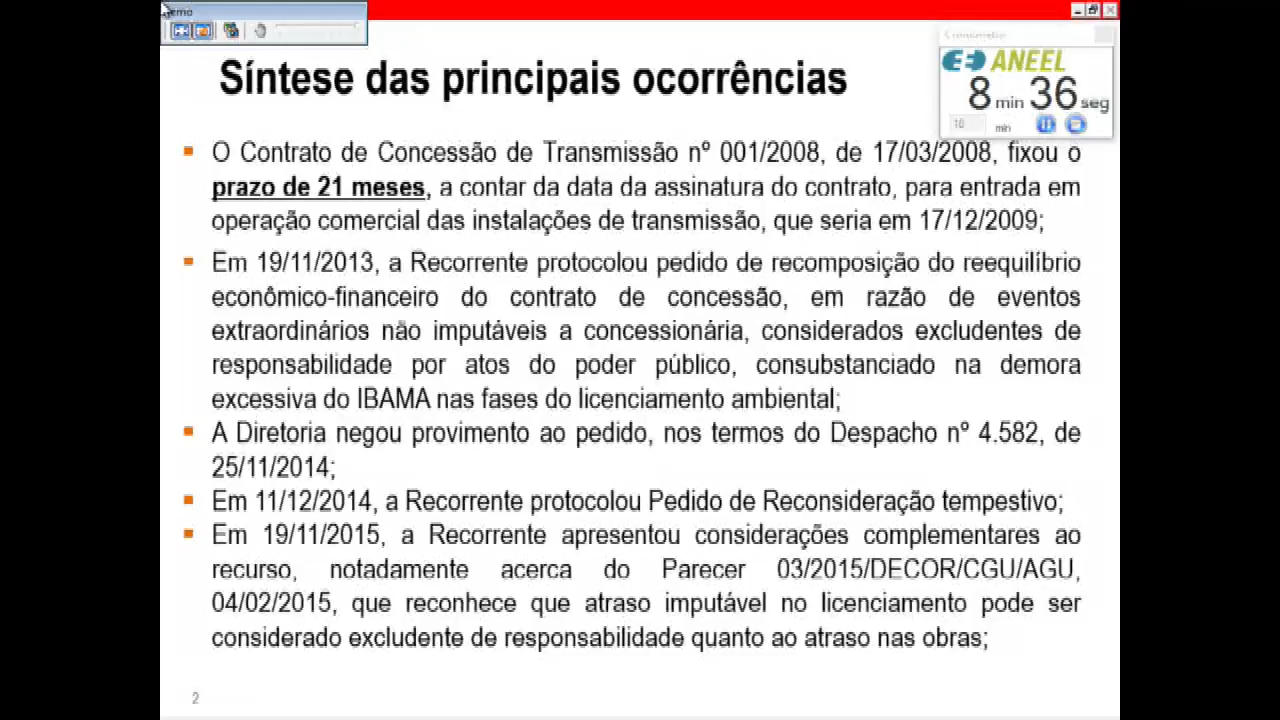 Síntese das principais ocorrências
ANEEL
8 min 36 seg
10 min
O Contrato de Concessão de Transmissão nº 001/2008, de 17/03/2008, fixou o
prazo de 21 meses, a contar da data da assinatura do contrato, para entrada em
operação comercial das instalações de transmissão, que seria em 17/12/2009;
Em 19/11/2013, a Recorrente protocolou pedido de recomposição do reequilíbrio
econômico-financeiro do contrato de concessão, em razão de eventos
extraordinários não imputáveis a concessionária, considerados excludentes de
responsabilidade por atos do poder público, consubstanciado na demora
excessiva do IBAMA nas fases do licenciamento ambiental;
A Diretoria negou provimento ao pedido, nos termos do Despacho nº 4.582, de
25/11/2014;
Em 11/12/2014, a Recorrente protocolou Pedido de Reconsideração tempestivo;
Em 19/11/2015, a Recorrente apresentou considerações complementares ao
recurso, notadamente acerca do Parecer 03/2015/DECOR/CGU/AGU,
04/02/2015, que reconhece que atraso imputável no licenciamento pode ser
considerado excludente de responsabilidade quanto ao atraso nas obras;
2